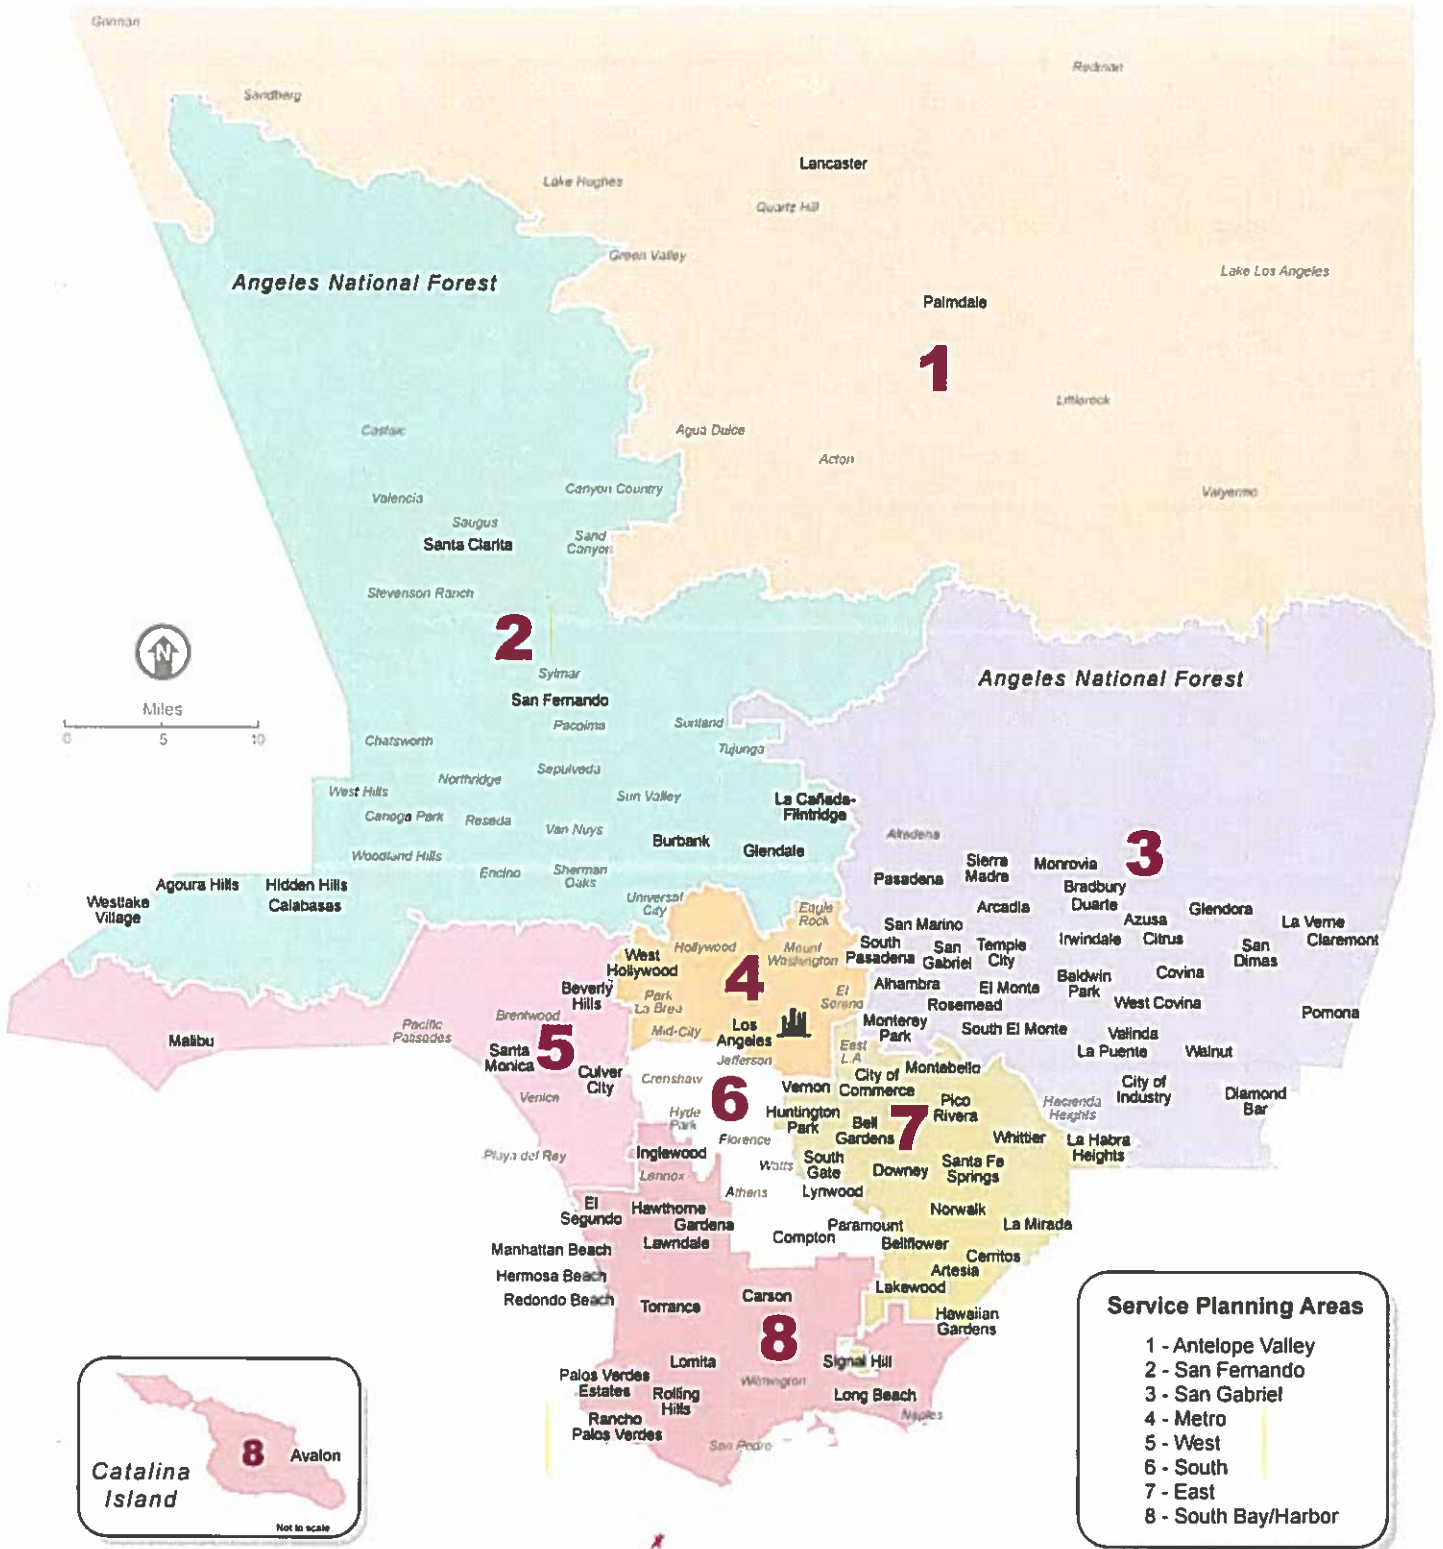 Gorman
Redman
Sandberg
Lancaster
Lake Hughes
Quartz Hill
Green Valley
Lake Los Angeles
Angeles National Forest
Palmdale
1
Littlerock
Castaic
Agua Dulce
Acton
Valencia
Canyon Country
Valyermo
Saugus
Santa Clarita
Sand
Canyon
Stevenson Ranch
2
N
Miles
0 5 10
Sylmar
San Fernando
Pacoima
Sunland
Tujunga
Angeles National Forest
Chatsworth
Northridge
Sepulveda
West Hills
Sun Valley
La Cañada-
Flintridge
Canoga Park
Reseda
Van Nuys
Burbank
Glendale
Altadena
3
Woodland Hills
Encino
Sherman
Oaks
Universal
City
Agoura Hills
Hidden Hills
Calabasas
Westlake
Village
Pasadena
Sierra
Madre
Monrovia
Bradbury
Duarte
Arcadia
Azusa
Glendora
La Verne
Claremont
San Marino
South
Pasadena
San
Gabriel
Temple
City
Irwindale
Citrus
San
Dimas
Alhambra
El Monte
Baldwin
Park
Covina
Rosemead
West Covina
Pomona
Monterey
Park
South El Monte
Valinda
La Puente
Walnut
City of
Industry
Diamond
Bar
Hacienda
Heights
Eagle
Rock
West
Hollywood
Hollywood
Mount
Washington
4
El
Sereno
Park
La Brea
Mid-City
Los
Angeles
Jefferson
East
L.A.
Beverly
Hills
Brentwood
Pacific
Palisades
Malibu
Santa
Monica
5
Culver
City
Venice
Playa del Rey
Crenshaw
6
Hyde
Park
Florence
Watts
Athens
Lynwood
Compton
Paramount
Vernon
City of
Commerce
Montebello
Huntington
Park
Bell
Gardens
7
Pico
Rivera
Whittier
La Habra
Heights
South
Gate
Downey
Santa Fe
Springs
Norwalk
La Mirada
Bellflower
Cerritos
Artesia
Lakewood
Hawaiian
Gardens
Inglewood
Lennox
El
Segundo
Hawthorne
Gardena
Lawndale
Manhattan Beach
Hermosa Beach
Redondo Beach
Torrance
Carson
8
Lomita
Signal Hill
Palos Verdes
Estates
Rolling
Hills
Wilmington
Long Beach
Rancho
Palos Verdes
Naples
San Pedro
8
Avalon
Catalina
Island
Not to scale
Service Planning Areas
1 - Antelope Valley
2 - San Fernando
3 - San Gabriel
4 - Metro
5 - West
6 - South
7 - East
8 - South Bay/Harbor